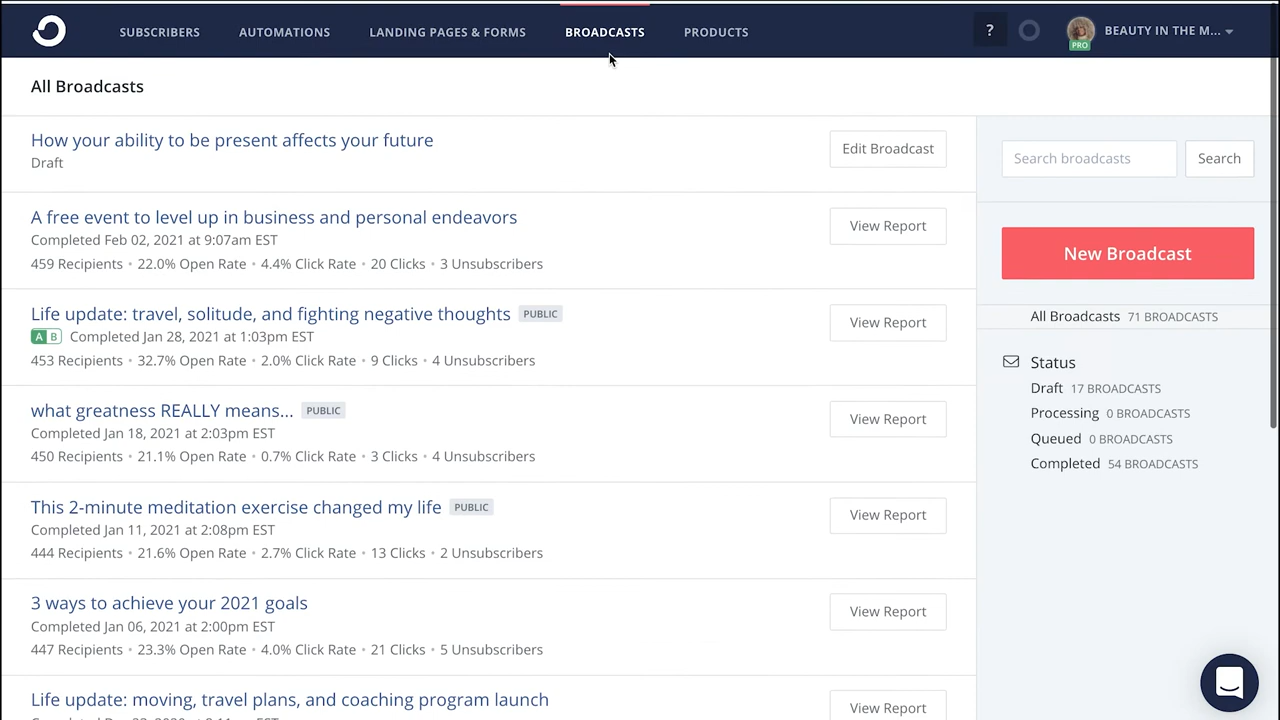 SUBSCRIBERS AUTOMATIONS LANDING PAGES & FORMS BROADCASTS PRODUCTS ? PRO BEAUTY IN THE M...
All Broadcasts
How your ability to be present affects your future
Draft
Edit Broadcast
A free event to level up in business and personal endeavors
Completed Feb 02, 2021 at 9:07am EST
459 Recipients • 22.0% Open Rate • 4.4% Click Rate • 20 Clicks • 3 Unsubscribers
View Report
Life update: travel, solitude, and fighting negative thoughts PUBLIC
A B Completed Jan 28, 2021 at 1:03pm EST
453 Recipients • 32.7% Open Rate • 2.0% Click Rate • 9 Clicks • 4 Unsubscribers
View Report
what greatness REALLY means... PUBLIC
Completed Jan 18, 2021 at 2:03pm EST
450 Recipients • 21.1% Open Rate • 0.7% Click Rate • 3 Clicks • 4 Unsubscribers
View Report
This 2-minute meditation exercise changed my life PUBLIC
Completed Jan 11, 2021 at 2:08pm EST
444 Recipients • 21.6% Open Rate • 2.7% Click Rate • 13 Clicks • 2 Unsubscribers
View Report
3 ways to achieve your 2021 goals
Completed Jan 06, 2021 at 2:00pm EST
447 Recipients • 23.3% Open Rate • 4.0% Click Rate • 21 Clicks • 5 Unsubscribers
View Report
Life update: moving, travel plans, and coaching program launch
View Report
Search broadcasts Search
New Broadcast
All Broadcasts 71 BROADCASTS
Status
Draft 17 BROADCASTS
Processing 0 BROADCASTS
Queued 0 BROADCASTS
Completed 54 BROADCASTS